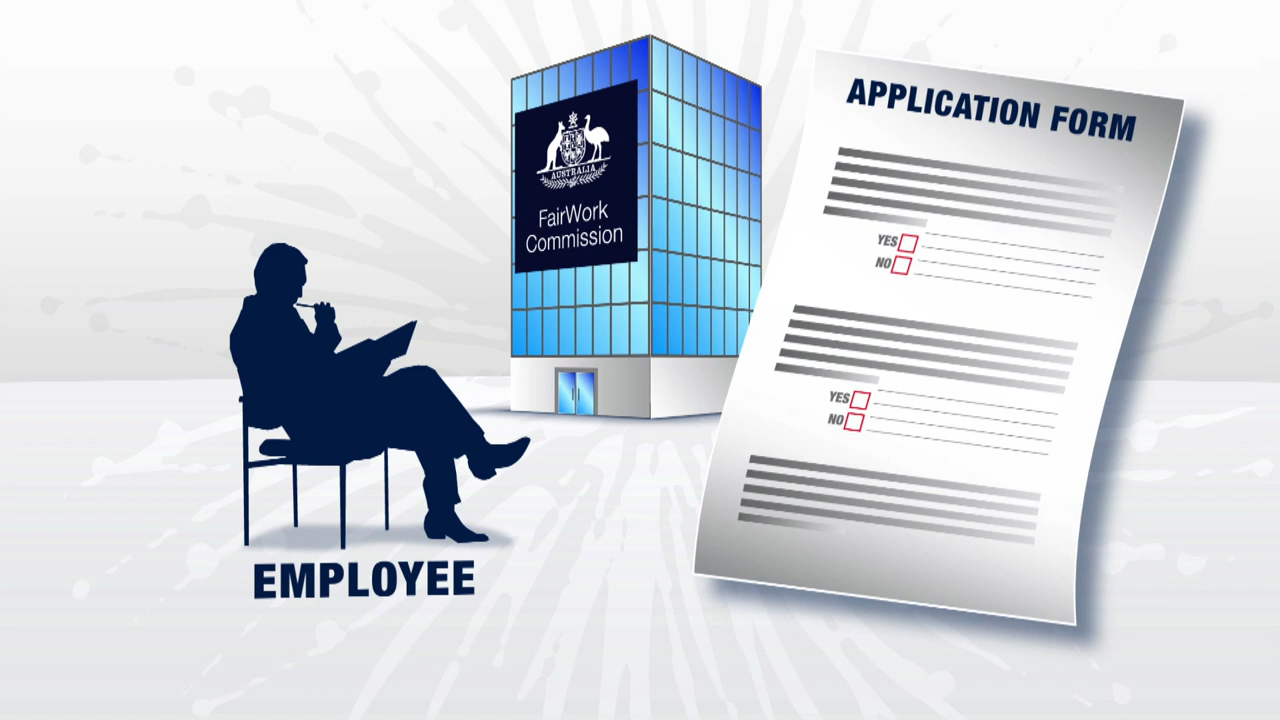 AUSTRALIA
FairWork
Commission
APPLICATION FORM
YES
NO
YES
NO
EMPLOYEE